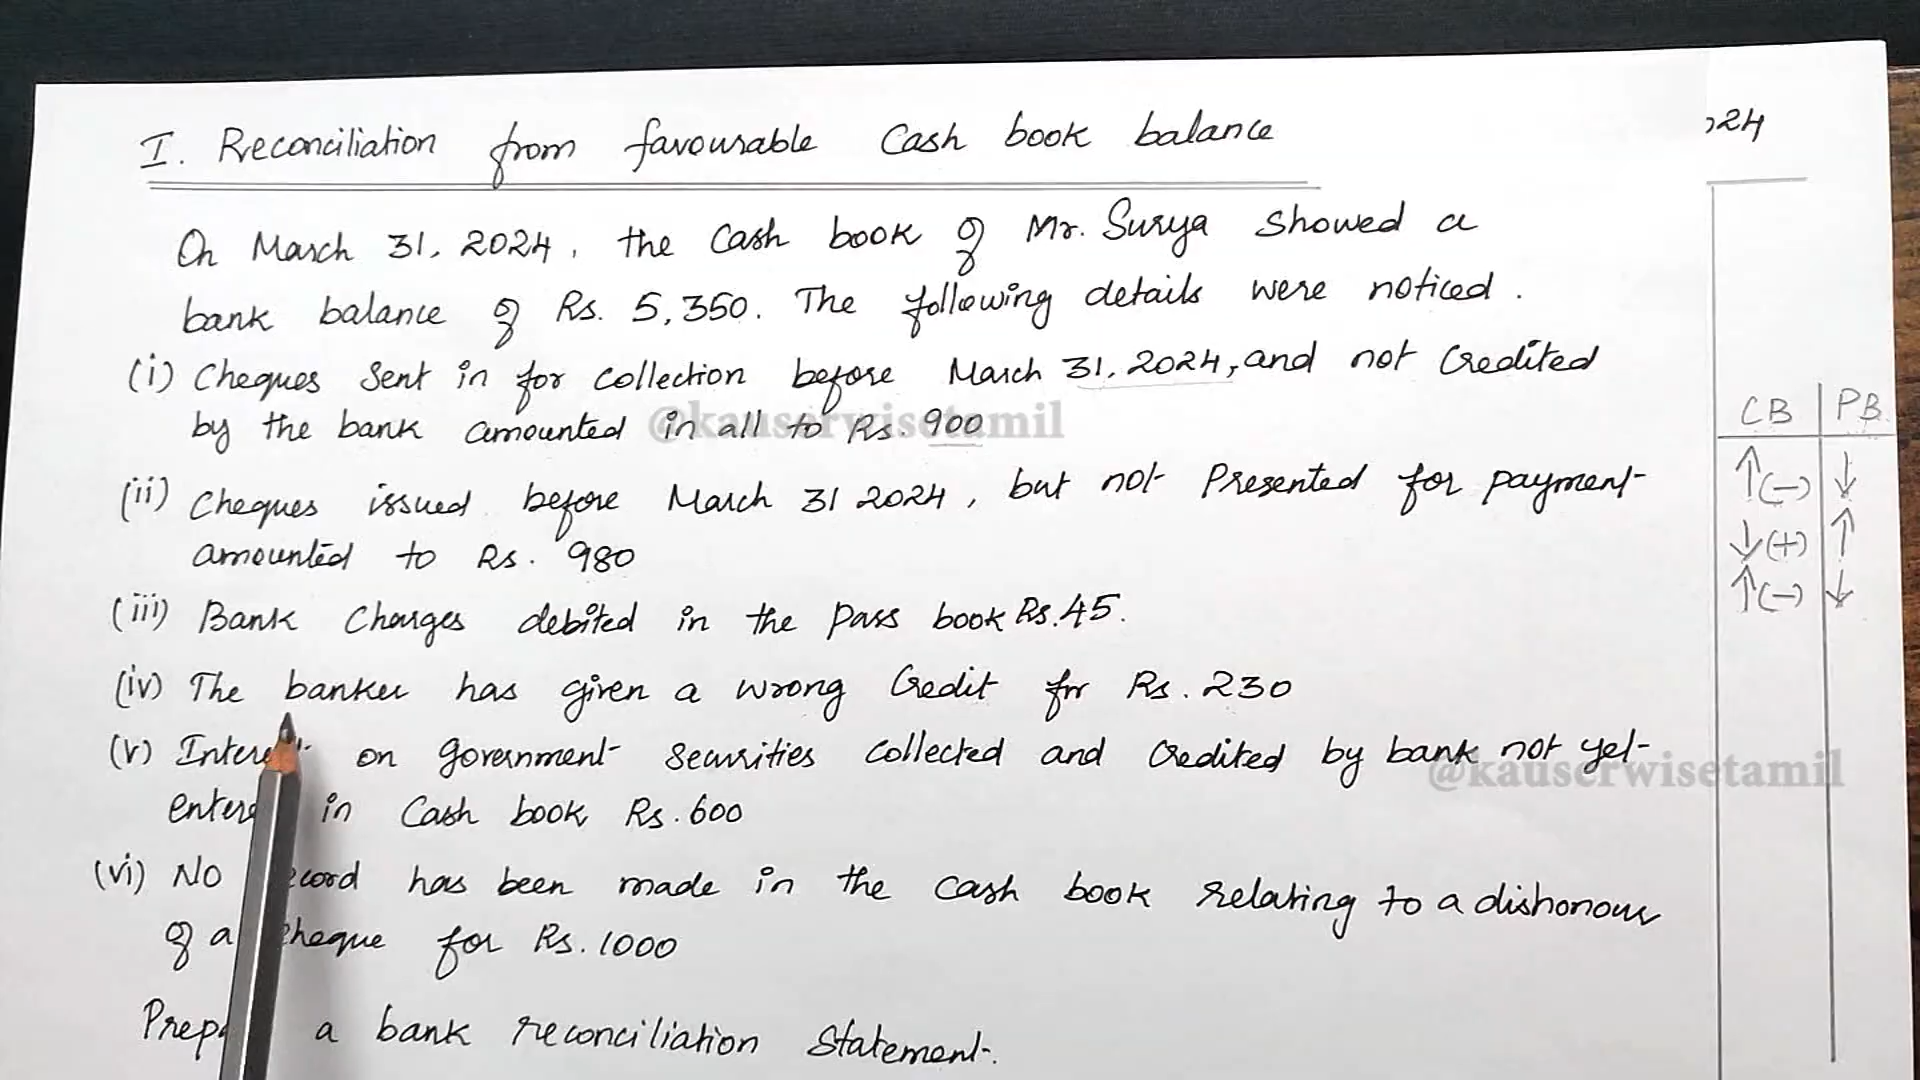 I. Reconciliation from favourable Cash book balance
On March 31, 2024, the Cash book of Mr. Surya showed a
bank balance of Rs. 5,350. The following details were noticed.
(i) Cheques sent in for collection before March 31, 2024, and not Credited
by the bank amounted in all to Rs. 900
(ii) Cheques issued before March 31 2024, but not Presented for payment
amounted to Rs. 980
(iii) Bank Charges debited in the pass book Rs. 45.
(iv) The banker has given a wrong Credit for Rs. 230
(v) on government securities collected and credited by bank not yet
in Cash book Rs. 600
(vi) No has been made in the cash book relating to a dishonour
of a cheque for Rs. 1000
a bank reconciliation statement.
024
CB PB
↑(-) ↓
↓(+) ↑
↑(-) ↓
@kauserwisetamil
@kauserwisetamil